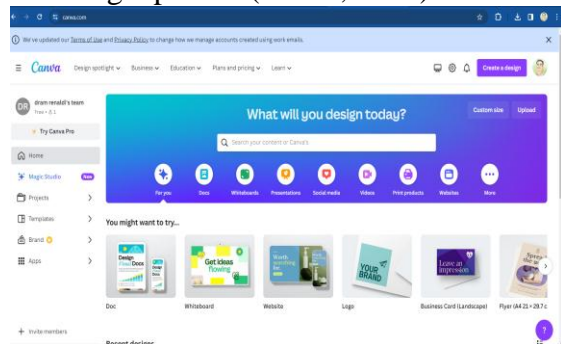 canva.com
We've updated our Terms of Use and Privacy Policy to change how we manage accounts created using work emails.
Canva Design spotlight Business Education Plans and pricing Learn Create a design
DR dram renaldi's team
Free
Try Canva Pro
What will you design today?
Custom size Upload
Search your content or Canva's
Home
Magic Studio New
Projects
Templates
Brand
Apps
For you Docs Whiteboards Presentations Social media Videos Print products Websites More
You might want to try...
Design Docs
Get ideas flowing
YOUR BRAND
Leave an impression
Doc Whiteboard Website Logo Business Card (Landscape) Flyer (A4 21 × 29.7 c
Invite members
?
Recent designs